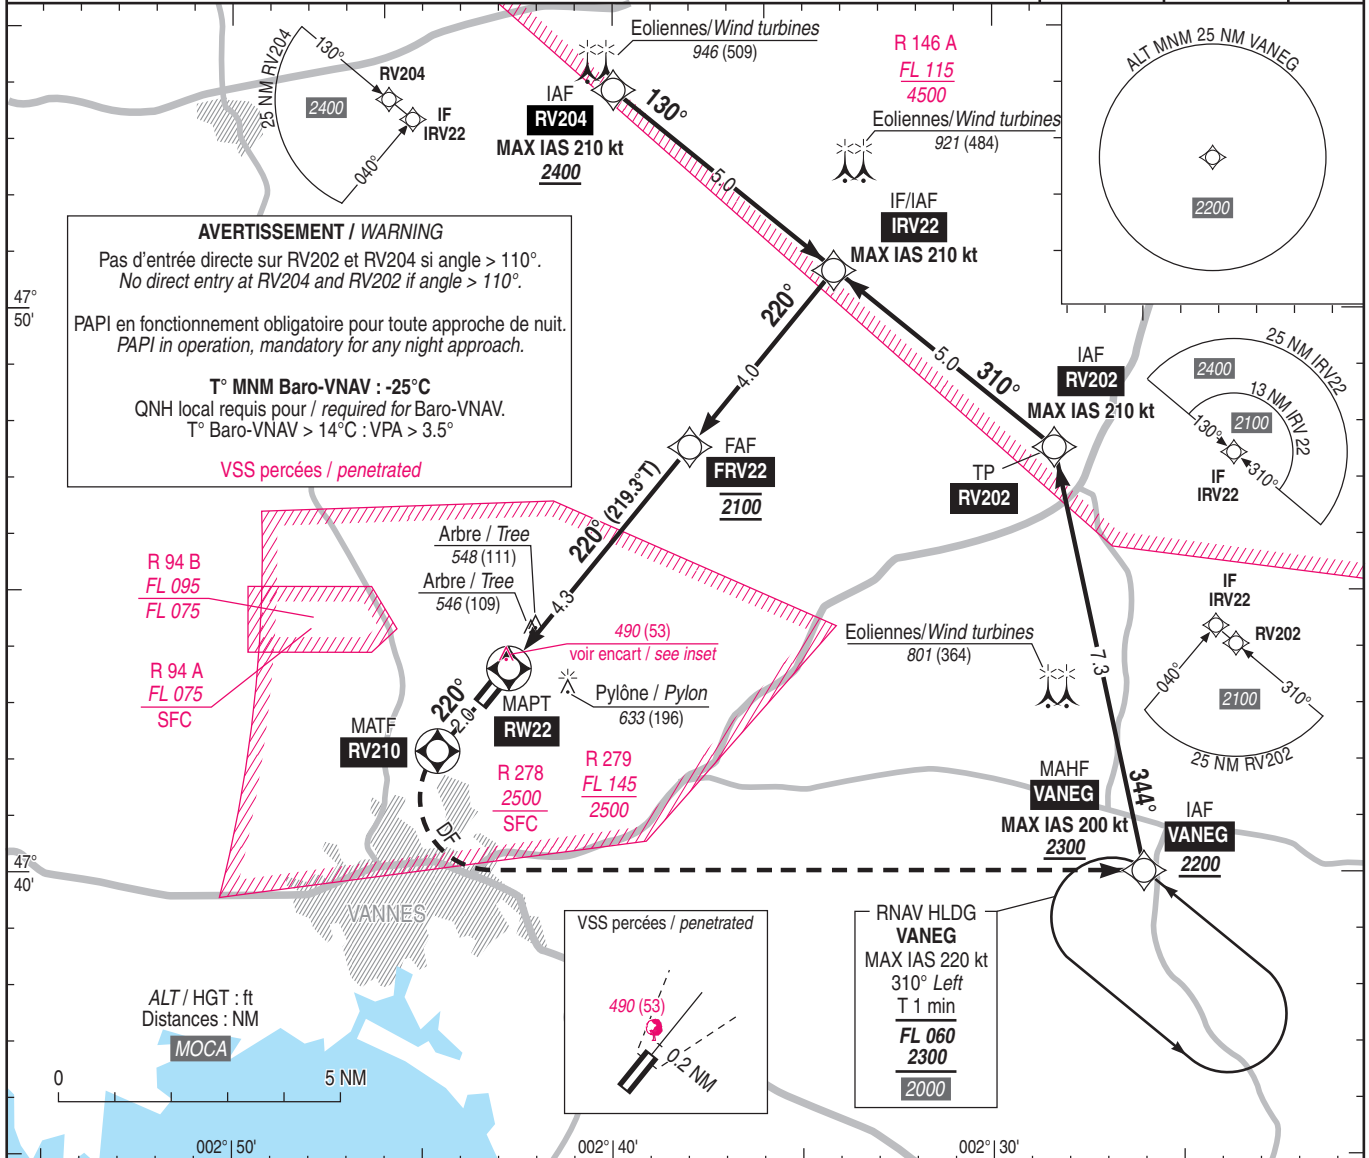 25 NM RV204
130°
RV204
2400
IF
IRV22
040°
Eoliennes/Wind turbines
946 (509)
IAF
RV204
MAX IAS 210 kt
2400
130°
5.0
R 146 A
FL 115
4500
Eoliennes/Wind turbines
921 (484)
IF/IAF
IRV22
MAX IAS 210 kt
ALT MNM 25 NM VANEG
2200
AVERTISSEMENT / WARNING
Pas d'entrée directe sur RV202 et RV204 si angle > 110°.
No direct entry at RV204 and RV202 if angle > 110°.
PAPI en fonctionnement obligatoire pour toute approche de nuit.
PAPI in operation, mandatory for any night approach.
T° MNM Baro-VNAV : -25°C
QNH local requis pour / required for Baro-VNAV.
T° Baro-VNAV > 14°C : VPA > 3.5°
VSS percées / penetrated
47°
50'
220°
4.0
5.0
310°
IAF
RV202
MAX IAS 210 kt
TP
RV202
25 NM IRV22
2400
13 NM IRV 22
2100
130°
310°
IF
IRV22
FAF
FRV22
2100
220° (219.3°T)
4.3
Arbre / Tree
548 (111)
Arbre / Tree
546 (109)
R 94 B
FL 095
FL 075
R 94 A
FL 075
SFC
490 (53)
voir encart / see inset
Pylône / Pylon
633 (196)
MAPT
RW22
220°
2.0
MATF
RV210
R 278
2500
SFC
R 279
FL 145
2500
DF
Eoliennes/Wind turbines
801 (364)
7.3
344°
IF
IRV22
RV202
040°
310°
2100
25 NM RV202
MAHF
VANEG
MAX IAS 200 kt
2300
IAF
VANEG
2200
47°
40'
VANNES
VSS percées / penetrated
490 (53)
0.2 NM
RNAV HLDG
VANEG
MAX IAS 220 kt
310° Left
T 1 min
FL 060
2300
2000
ALT / HGT : ft
Distances : NM
MOCA
0 5 NM
002° 50' 002° 40' 002° 30'